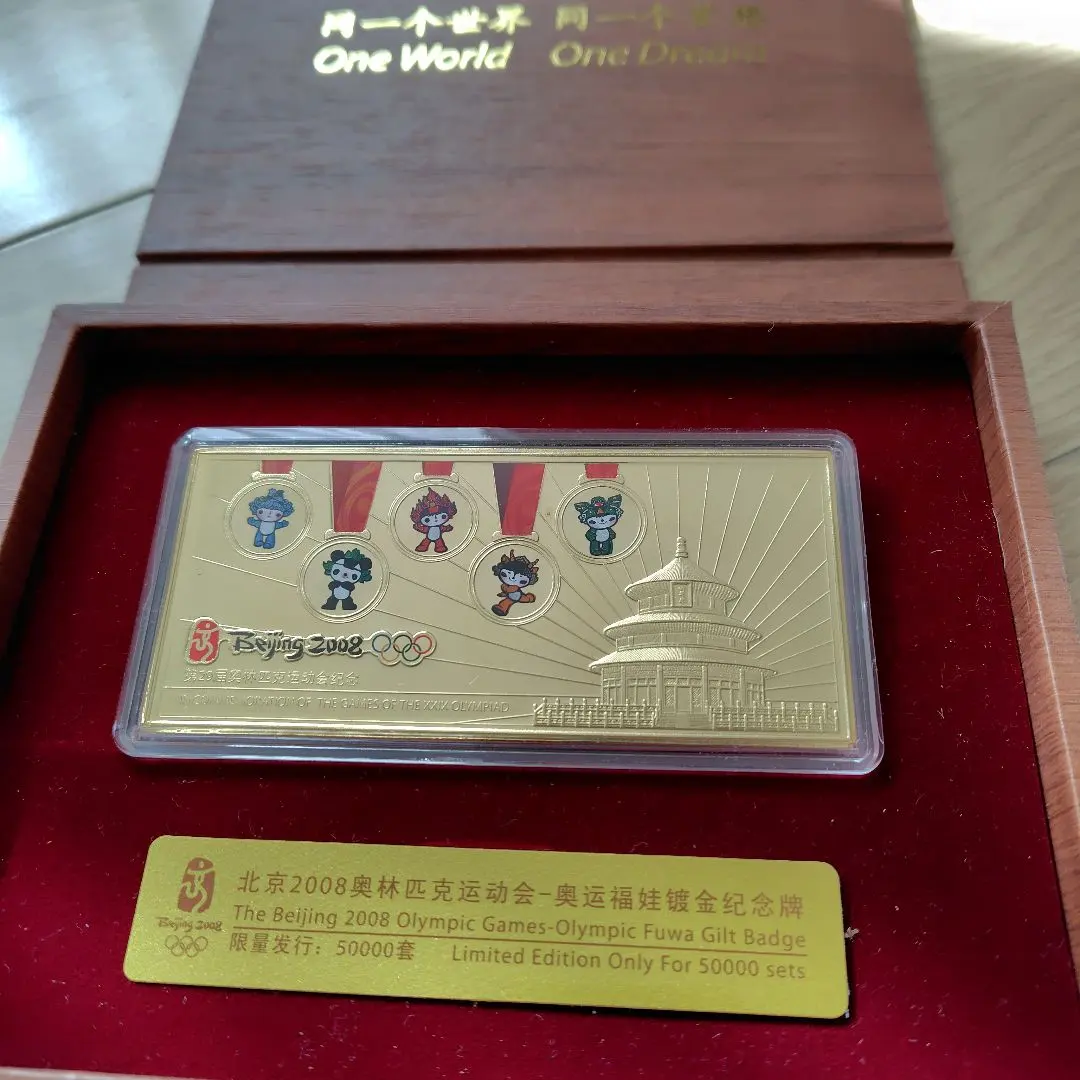 同一个世界 同一个梦想
One World One Dream
Beijing 2008
第29届奥林匹克运动会纪念
OF THE GAMES OF THE XXIX OLYMPIAD
北京2008奥林匹克运动会-奥运福娃镀金纪念牌
The Beijing 2008 Olympic Games-Olympic Fuwa Gilt Badge
Beijing 2008
限量发行：50000套 Limited Edition Only For 50000 sets